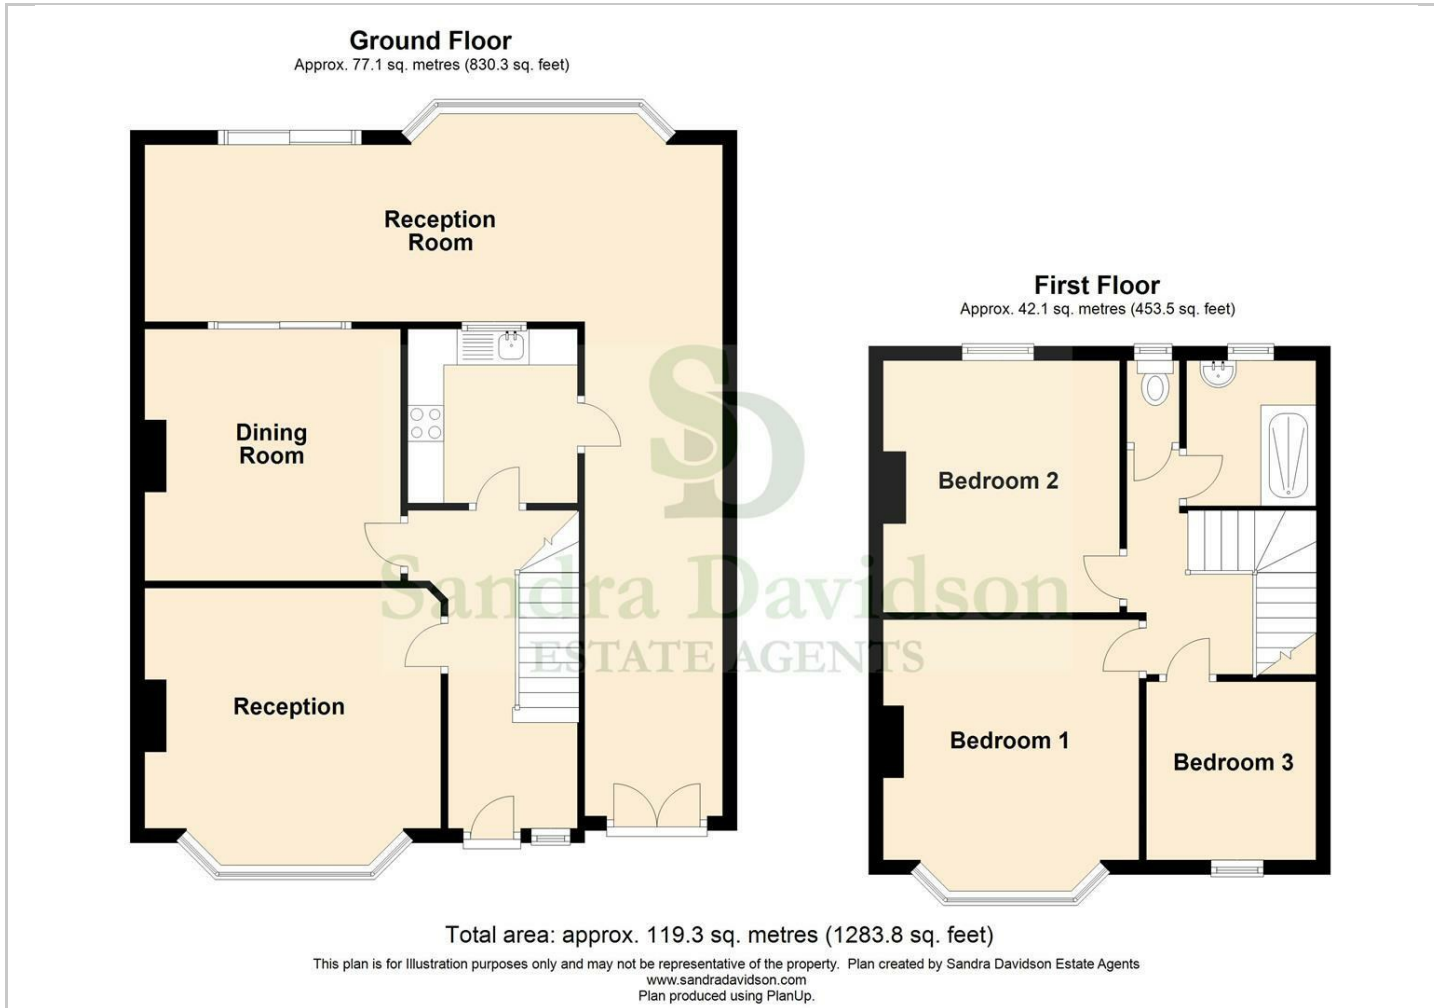 Ground Floor
Approx. 77.1 sq. metres (830.3 sq. feet)
Reception
Room
Dining
Room
Reception
First Floor
Approx. 42.1 sq. metres (453.5 sq. feet)
Bedroom 2
Bedroom 1
Bedroom 3
SD
Sandra Davidson
ESTATE AGENTS
Total area: approx. 119.3 sq. metres (1283.8 sq. feet)
This plan is for Illustration purposes only and may not be representative of the property. Plan created by Sandra Davidson Estate Agents
www.sandradavidson.com
Plan produced using PlanUp.